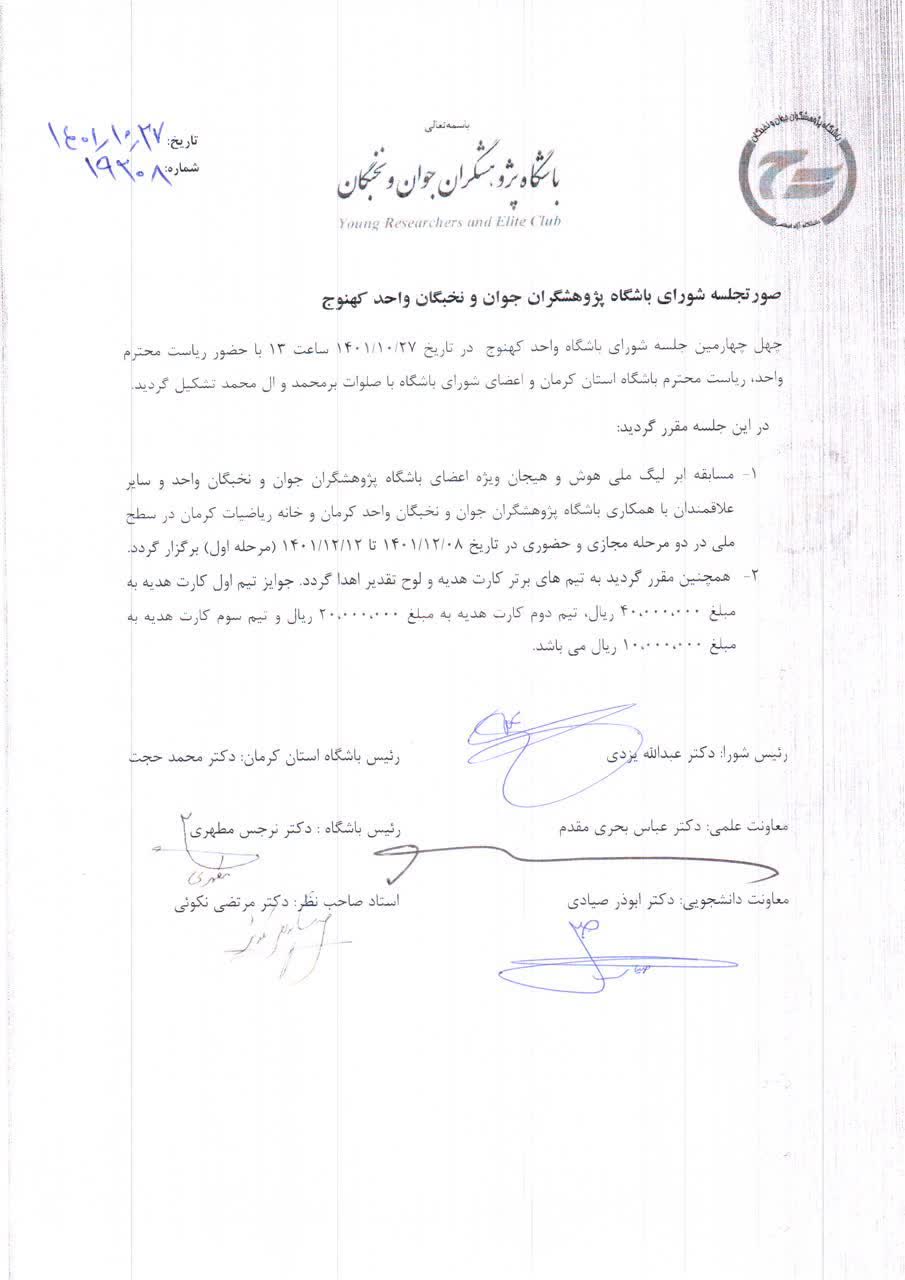 باسمه‌تعالی
باشگاه پژوهشگران جوان و نخبگان
Young Researchers and Elite Club
باشگاه پژوهشگران جوان و نخبگان
تاریخ: ۱۴۰۱/۱۰/۲۷
شماره: ۱۹۳۰۸
صورتجلسه شورای باشگاه پژوهشگران جوان و نخبگان واحد کهنوج
چهل چهارمین جلسه شورای باشگاه واحد کهنوج در تاریخ ۱۴۰۱/۱۰/۲۷ ساعت ۱۳ با حضور ریاست محترم
واحد، ریاست محترم باشگاه استان کرمان و اعضای شورای باشگاه با صلوات برمحمد و ال محمد تشکیل گردید.
در این جلسه مقرر گردید:
۱- مسابقه ابر لیگ ملی هوش و هیجان ویژه اعضای باشگاه پژوهشگران جوان و نخبگان واحد و سایر
علاقمندان با همکاری باشگاه پژوهشگران جوان و نخبگان واحد کرمان و خانه ریاضیات کرمان در سطح
ملی در دو مرحله مجازی و حضوری در تاریخ ۱۴۰۱/۱۲/۰۸ تا ۱۴۰۱/۱۲/۱۲ (مرحله اول) برگزار گردد.
۲- همچنین مقرر گردید به تیم های برتر کارت هدیه و لوح تقدیر اهدا گردد. جوایز تیم اول کارت هدیه به
مبلغ ۴۰،۰۰۰،۰۰۰ ریال، تیم دوم کارت هدیه به مبلغ ۲۰،۰۰۰،۰۰۰ ریال و تیم سوم کارت هدیه به
مبلغ ۱۰،۰۰۰،۰۰۰ ریال می باشد.
رئیس شورا: دکتر عبدالله یزدی
رئیس باشگاه استان کرمان: دکتر محمد حجت
معاونت علمی: دکتر عباس بحری مقدم
رئیس باشگاه : دکتر نرجس مطهری
معاونت دانشجویی: دکتر ابوذر صیادی
استاد صاحب نظر: دکتر مرتضی نکوئی